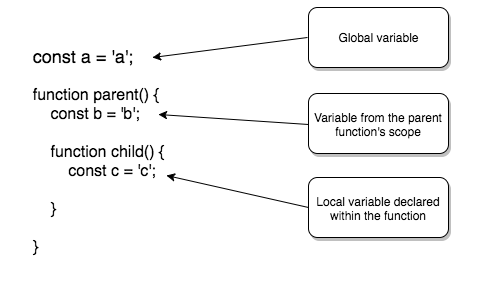 const a = 'a';
Global variable
function parent() {
const b = 'b';
Variable from the parent
function's scope
function child() {
const c = 'c';
Local variable declared
within the function
}
}